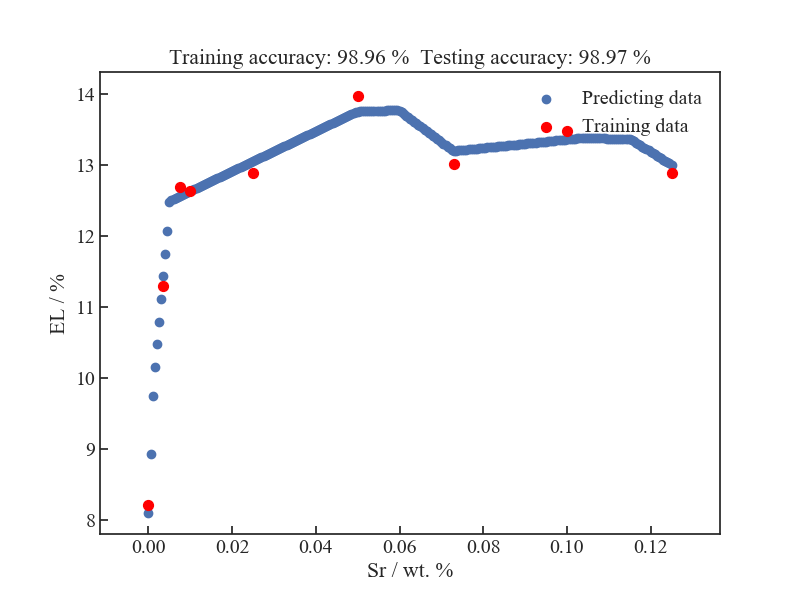 Training accuracy: 98.96 %  Testing accuracy: 98.97 %
Predicting data
Training data
14
13
12
11
10
9
8
EL / %
0.00 0.02 0.04 0.06 0.08 0.10 0.12
Sr / wt. %